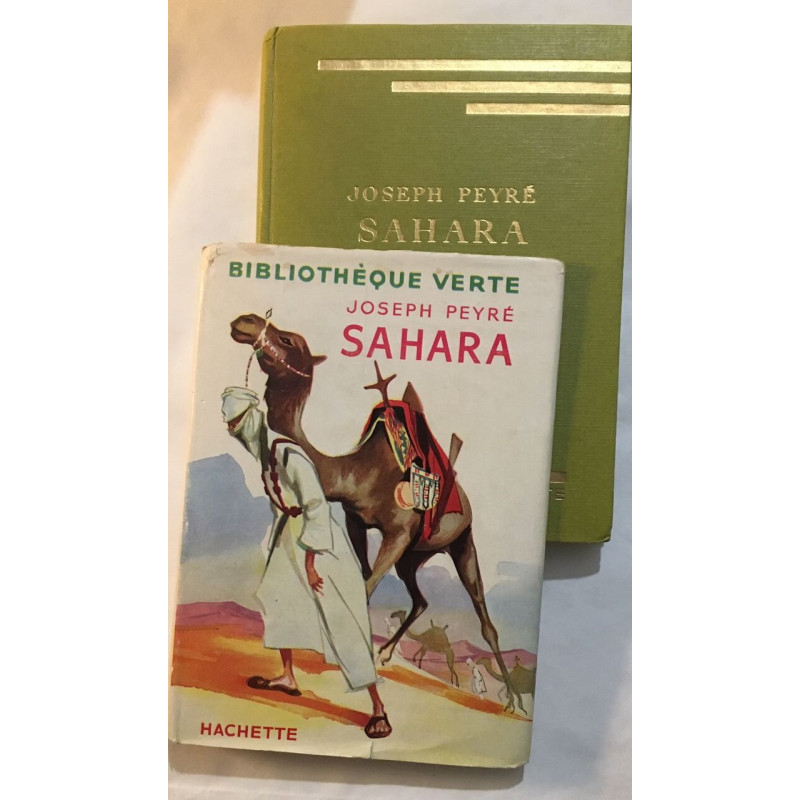 JOSEPH PEYRÉ
SAHARA
BIBLIOTHÈQUE VERTE
JOSEPH PEYRÉ
SAHARA
HACHETTE